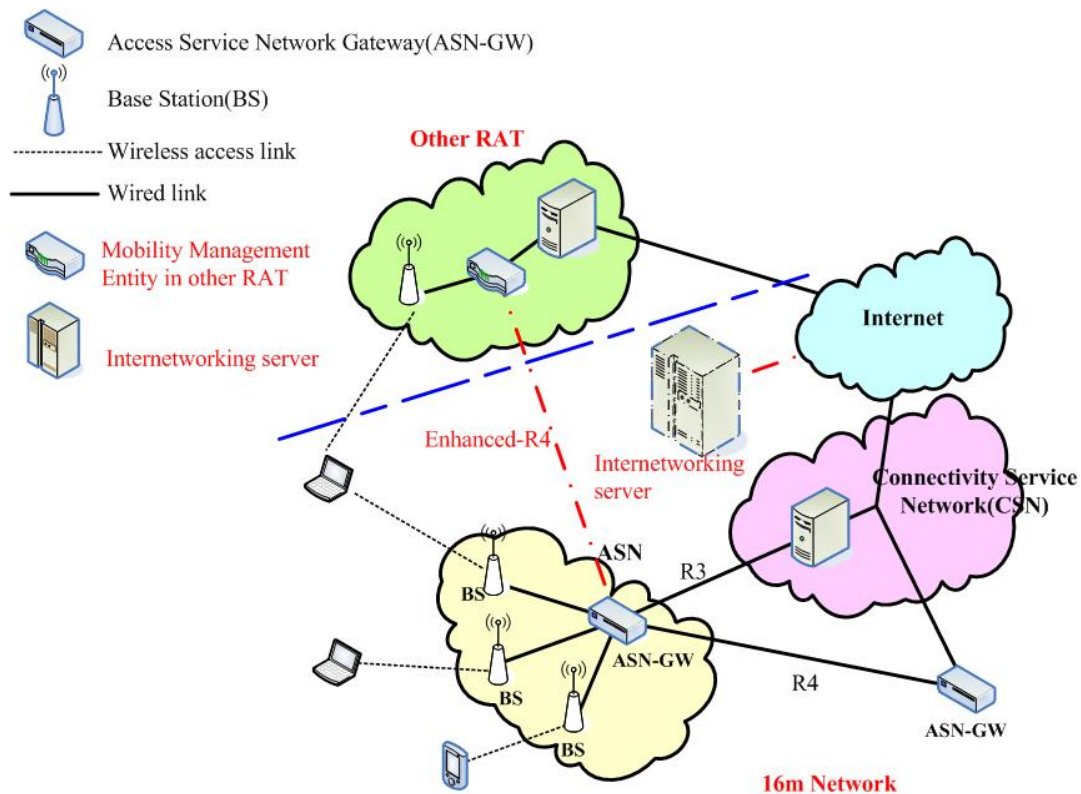 Access Service Network Gateway(ASN-GW)
Base Station(BS)
Wireless access link
Wired link
Mobility Management
Entity in other RAT
Internetworking server
Other RAT
Internet
Enhanced-R4
Internetworking
server
Connectivity Service
Network(CSN)
ASN
R3
BS
ASN-GW
BS
R4
BS
ASN-GW
16m Network